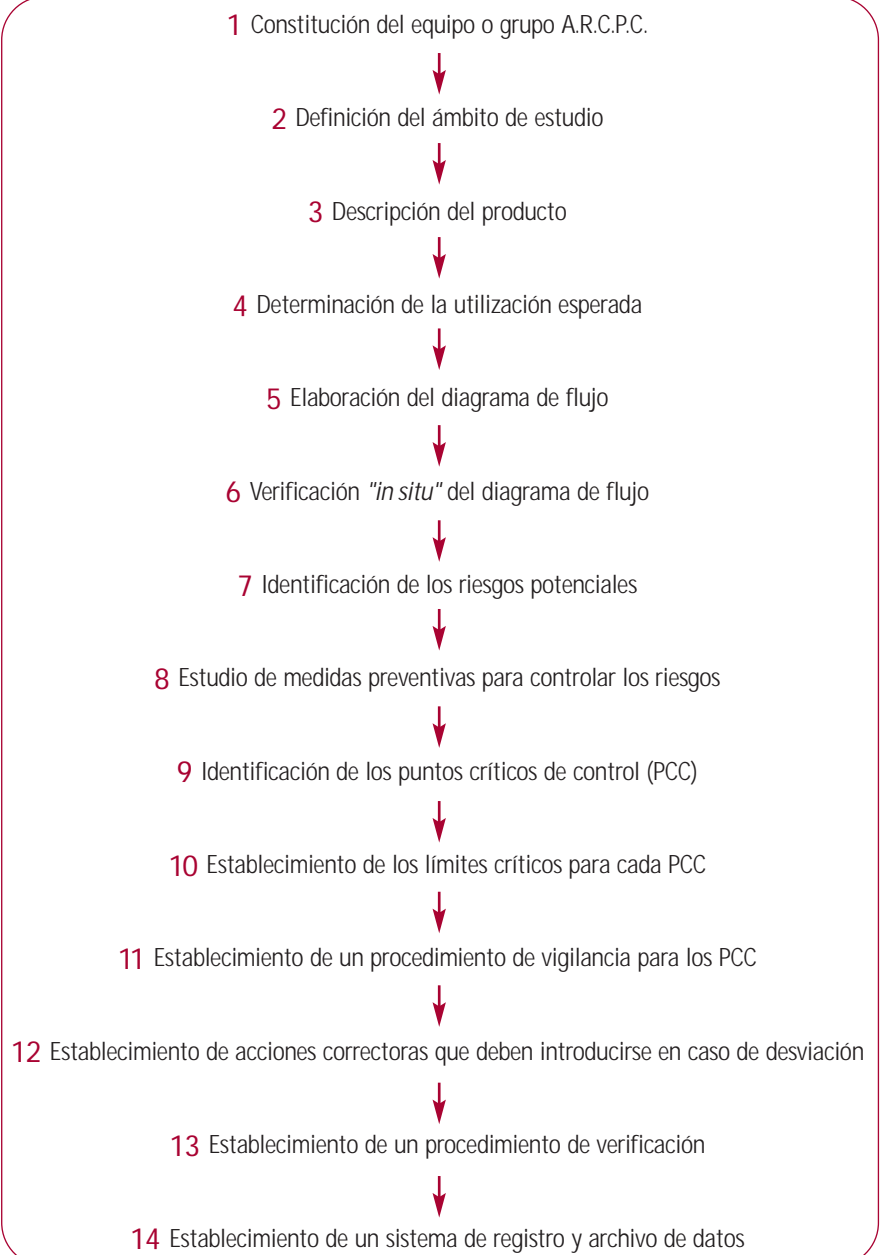 1 Constitución del equipo o grupo A.R.C.P.C.
2 Definición del ámbito de estudio
3 Descripción del producto
4 Determinación de la utilización esperada
5 Elaboración del diagrama de flujo
6 Verificación "in situ" del diagrama de flujo
7 Identificación de los riesgos potenciales
8 Estudio de medidas preventivas para controlar los riesgos
9 Identificación de los puntos críticos de control (PCC)
10 Establecimiento de los límites críticos para cada PCC
11 Establecimiento de un procedimiento de vigilancia para los PCC
12 Establecimiento de acciones correctoras que deben introducirse en caso de desviación
13 Establecimiento de un procedimiento de verificación
14 Establecimiento de un sistema de registro y archivo de datos